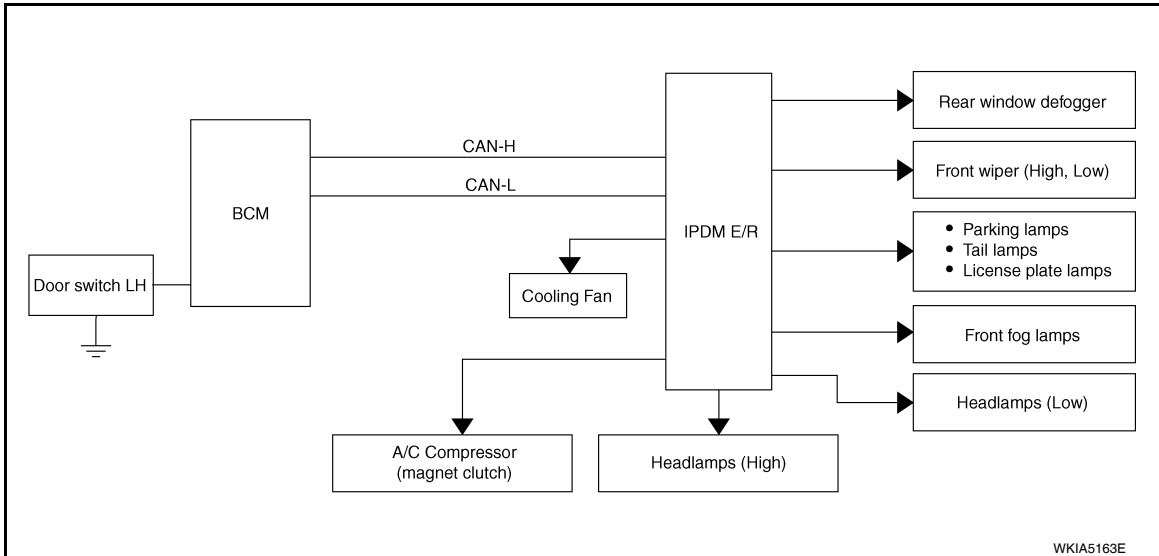 Rear window defogger
CAN-H
Front wiper (High, Low)
CAN-L
BCM
IPDM E/R
• Parking lamps
• Tail lamps
• License plate lamps
Door switch LH
Cooling Fan
Front fog lamps
Headlamps (Low)
A/C Compressor
(magnet clutch)
Headlamps (High)
WKIA5163E